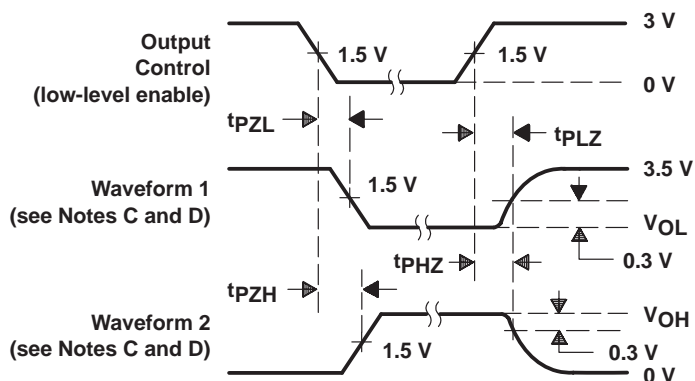 Output
Control
(low-level enable)
1.5 V
1.5 V
3 V
0 V
tPZL
tPLZ
Waveform 1
(see Notes C and D)
1.5 V
3.5 V
VOL
0.3 V
tPHZ
tPZH
Waveform 2
(see Notes C and D)
1.5 V
VOH
0.3 V
0 V